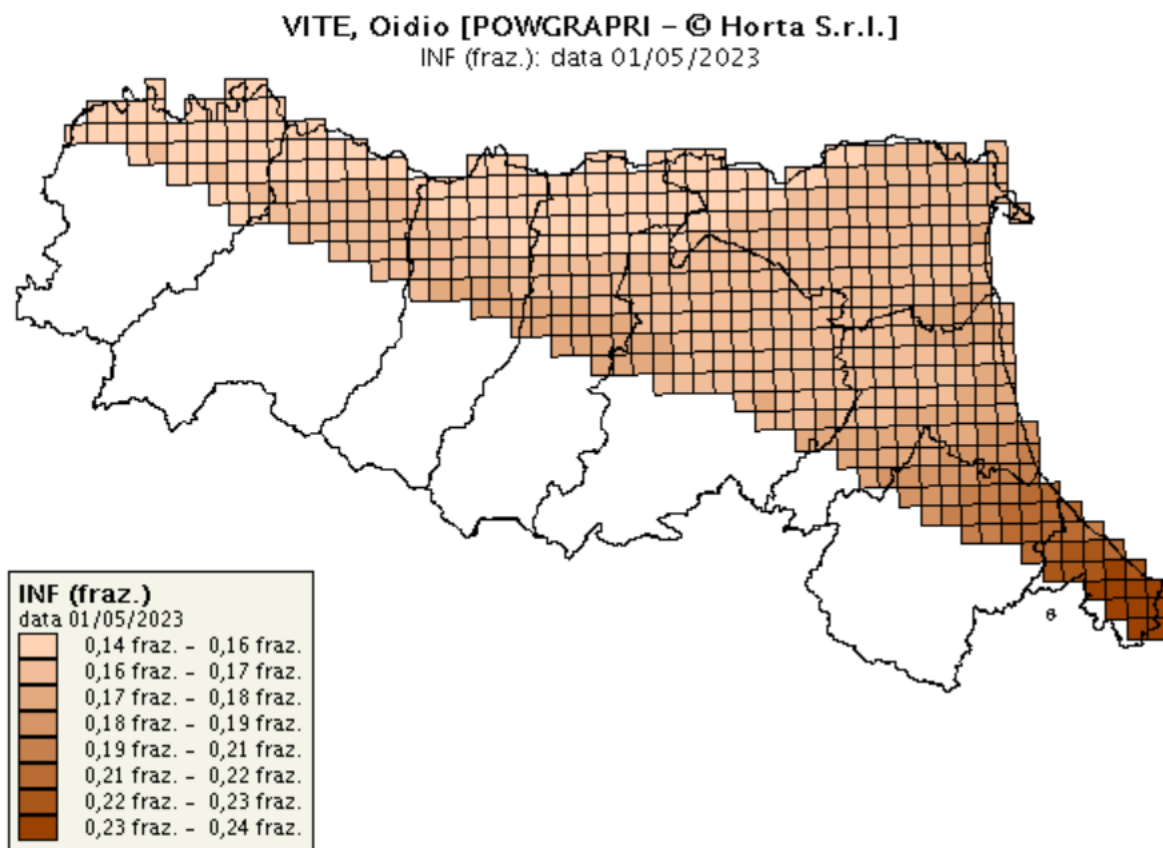 VITE, Oidio [POWGRAPRI – © Horta S.r.l.]
INF (fraz.): data 01/05/2023
INF (fraz.)
data 01/05/2023
0,14 fraz. – 0,16 fraz.
0,16 fraz. – 0,17 fraz.
0,17 fraz. – 0,18 fraz.
0,18 fraz. – 0,19 fraz.
0,19 fraz. – 0,21 fraz.
0,21 fraz. – 0,22 fraz.
0,22 fraz. – 0,23 fraz.
0,23 fraz. – 0,24 fraz.